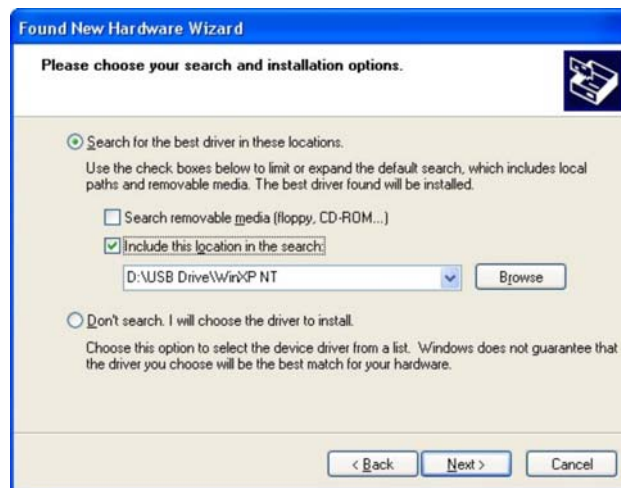 Found New Hardware Wizard
Please choose your search and installation options.
Search for the best driver in these locations.
Use the check boxes below to limit or expand the default search, which includes local
paths and removable media. The best driver found will be installed.
Search removable media (floppy, CD-ROM...)
Include this location in the search:
D:\USB Drive\WinXP NT
Browse
Don't search. I will choose the driver to install.
Choose this option to select the device driver from a list. Windows does not guarantee that
the driver you choose will be the best match for your hardware.
< Back
Next >
Cancel